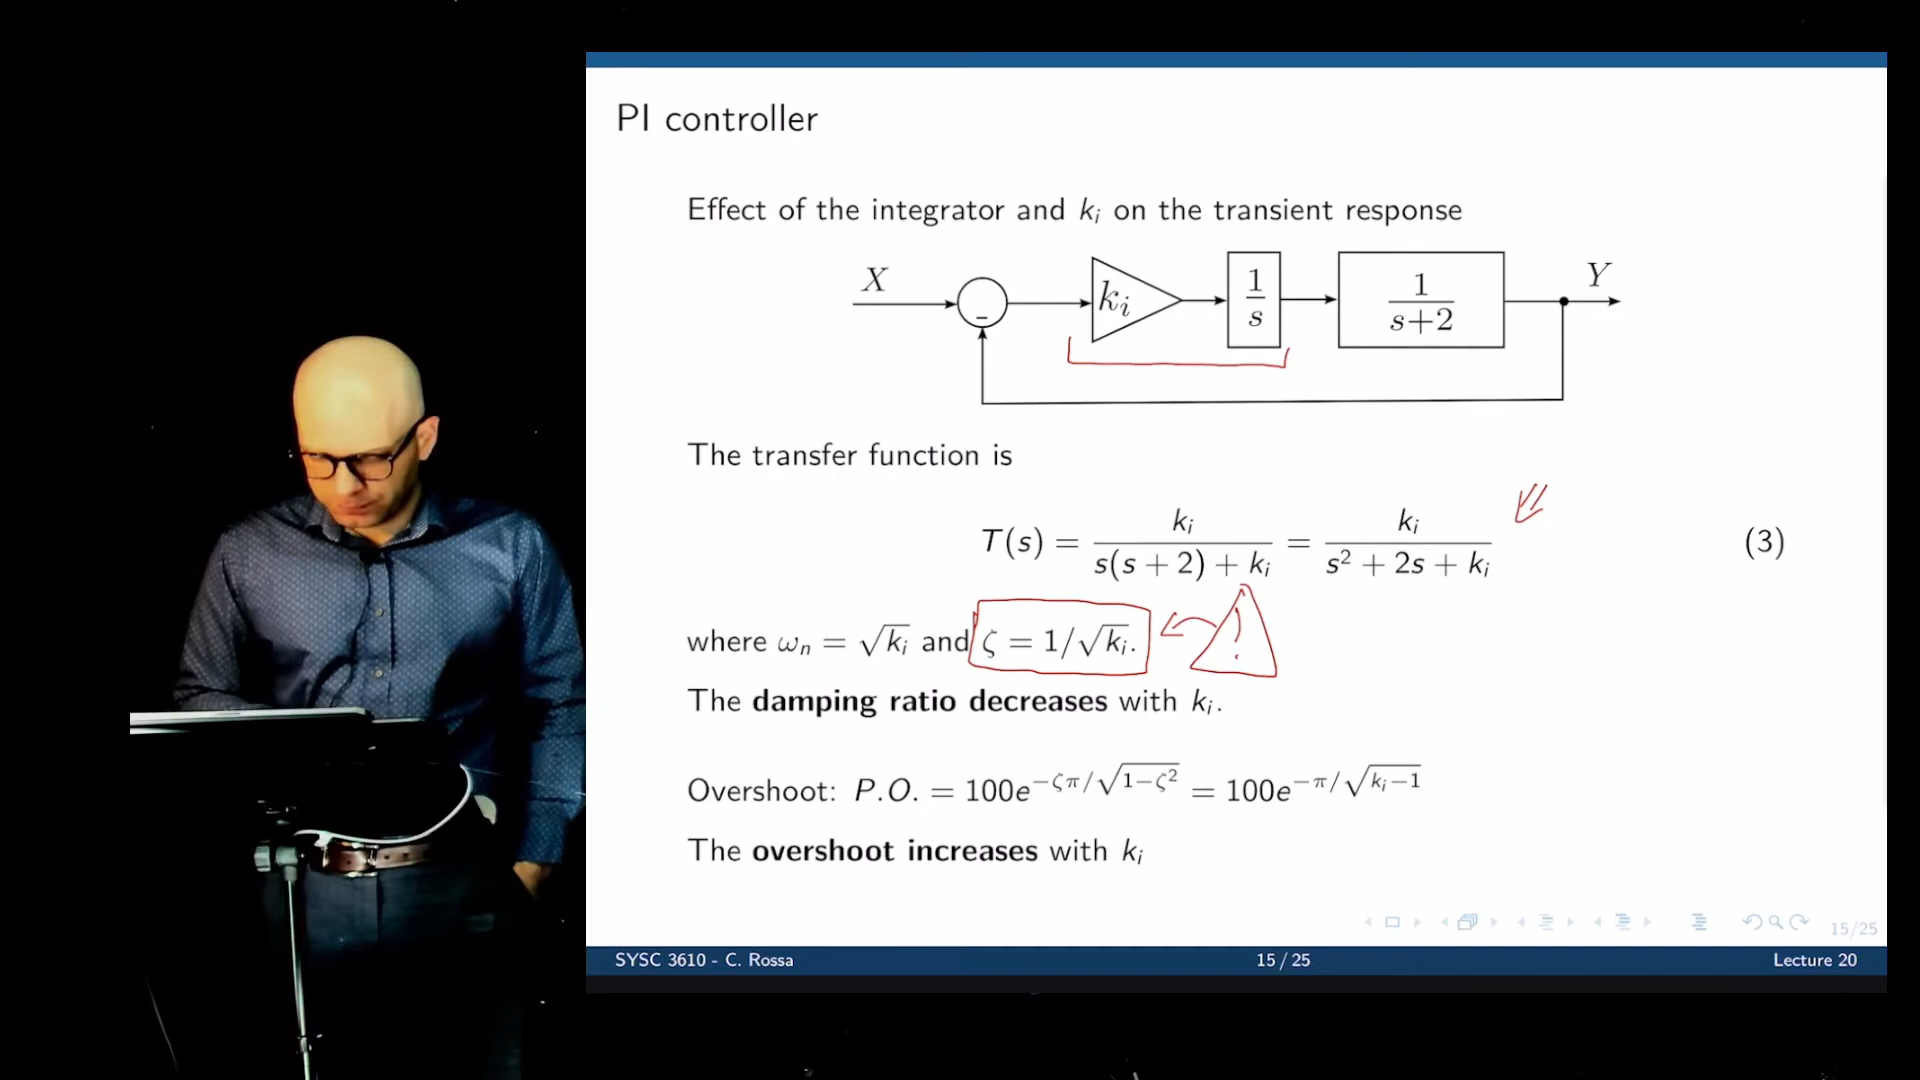 PI controller
Effect of the integrator and kᵢ on the transient response
X - kᵢ 1/s 1/(s+2) Y
The transfer function is
T(s) = kᵢ/(s(s + 2) + kᵢ) = kᵢ/(s² + 2s + kᵢ) (3)
where ωₙ = √kᵢ and ζ = 1/√kᵢ. !
The damping ratio decreases with kᵢ.
Overshoot: P.O. = 100e^(−ζπ/√(1−ζ²)) = 100e^(−π/√(kᵢ−1))
The overshoot increases with kᵢ
15/25
SYSC 3610 - C. Rossa 15 / 25 Lecture 20